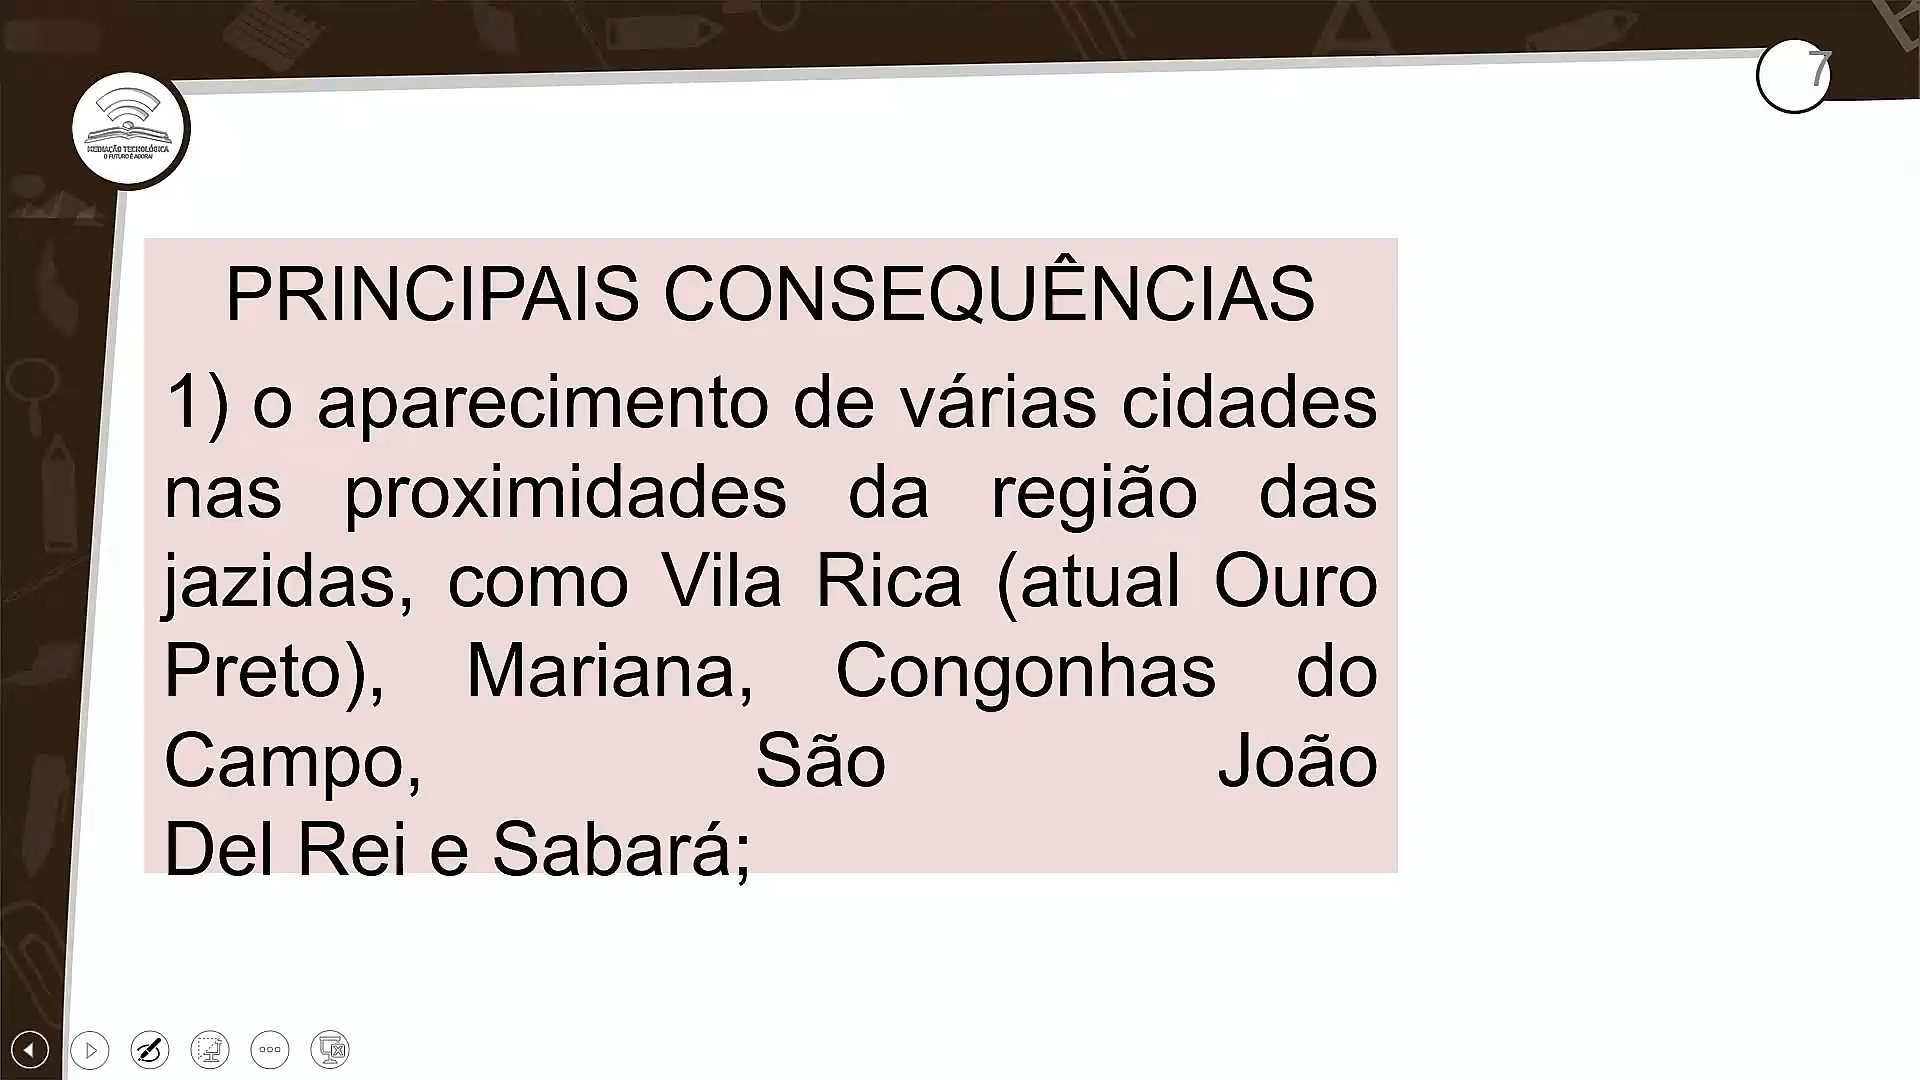 7
MEDIAÇÃO TECNOLÓGICA
O FUTURO É AGORA!
PRINCIPAIS CONSEQUÊNCIAS
1) o aparecimento de várias cidades
nas proximidades da região das
jazidas, como Vila Rica (atual Ouro
Preto), Mariana, Congonhas do
Campo, São João
Del Rei e Sabará;